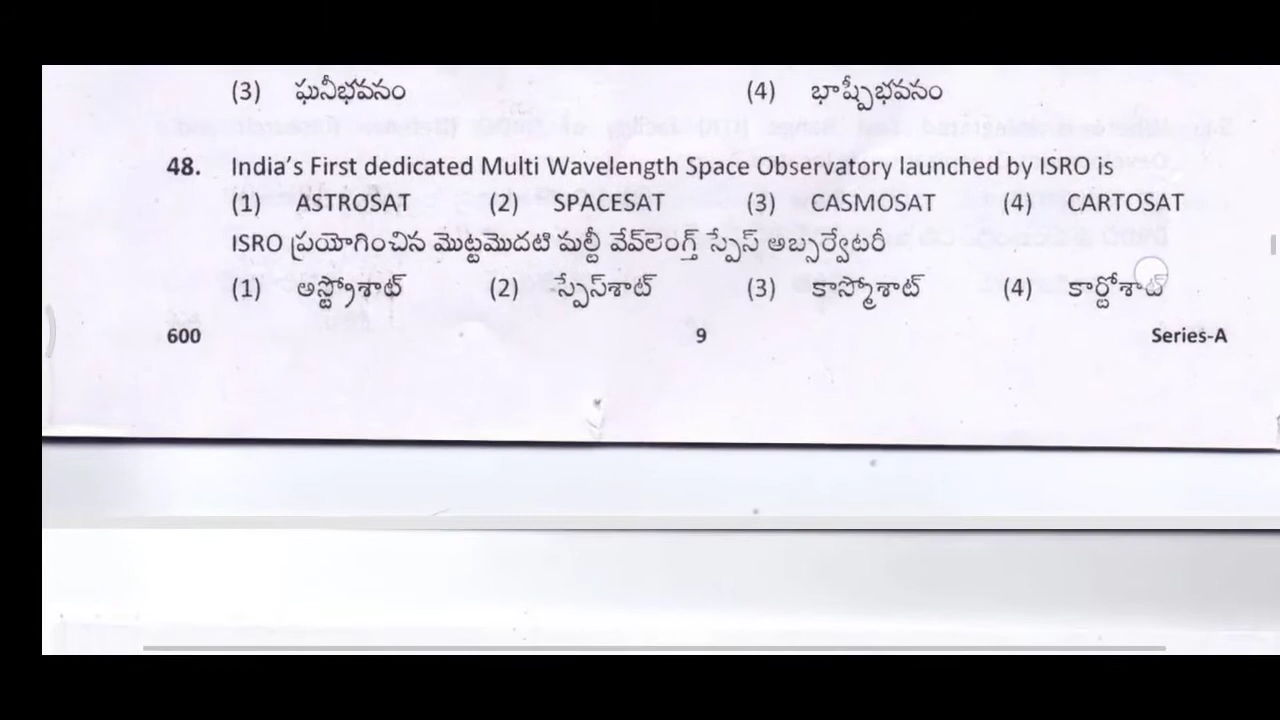 (3) ఘనీభవనం (4) భాష్పీభవనం
48. India's First dedicated Multi Wavelength Space Observatory launched by ISRO is
(1) ASTROSAT (2) SPACESAT (3) CASMOSAT (4) CARTOSAT
ISRO ప్రయోగించిన మొట్టమొదటి మల్టీ వేవ్‌లెంగ్త్ స్పేస్ అబ్సర్వేటరీ
(1) అస్ట్రోశాట్ (2) స్పేస్‌శాట్ (3) కాస్మోశాట్ (4) కార్టోశాట్
600 9 Series-A